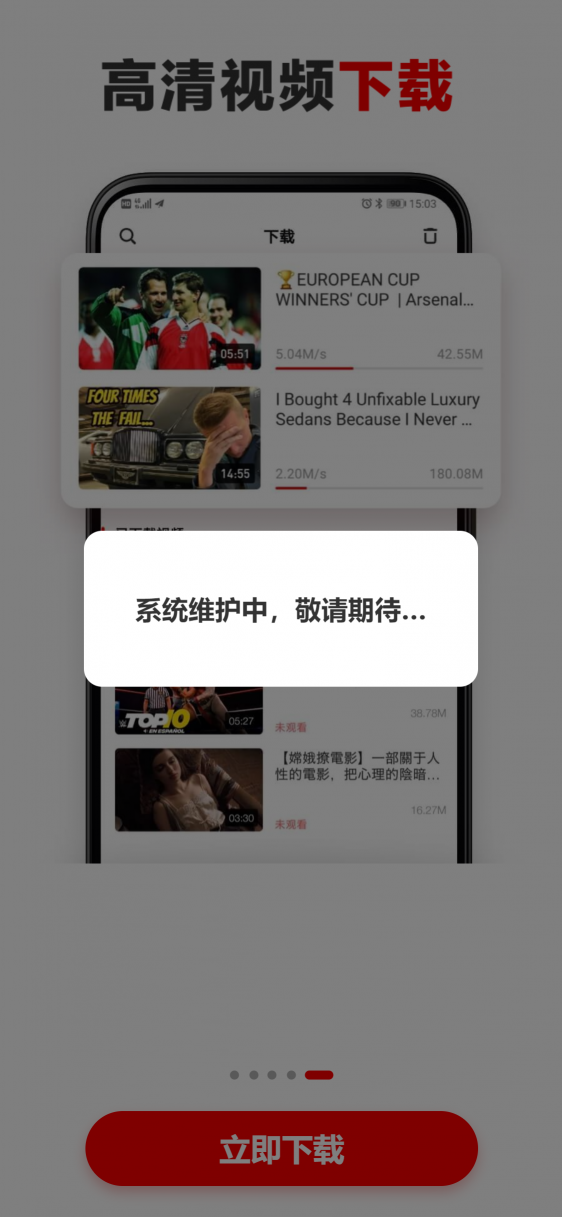 高清视频下载
HD
90
15:03
下载
05:51
🏆EUROPEAN CUP
WINNERS' CUP | Arsenal...
5.04M/s
42.55M
FOUR TIMES
THE FAIL...
14:55
I Bought 4 Unfixable Luxury
Sedans Because I Never ...
2.20M/s
180.08M
系统维护中，敬请期待...
TOP10
EN ESPAÑOL
05:27
38.78M
未观看
03:30
【嫦娥撩電影】一部關于人
性的電影，把心理的陰暗...
16.27M
未观看
立即下载